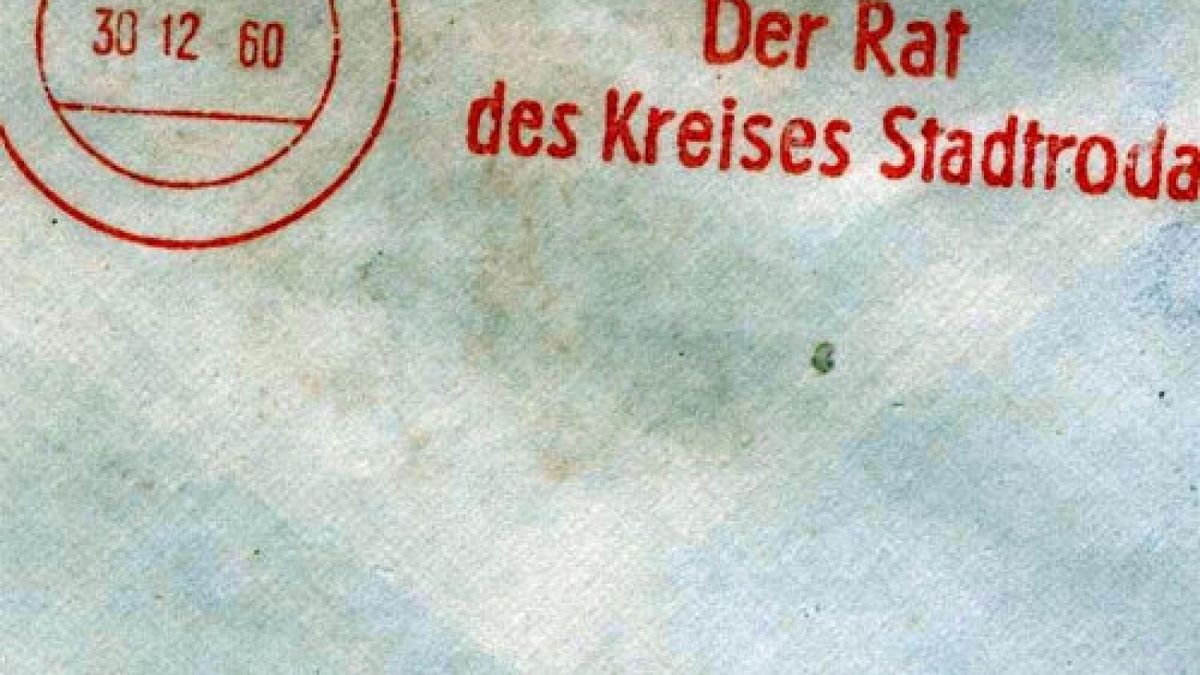 30 12 60
Der Rat
des Kreises Stadtroda